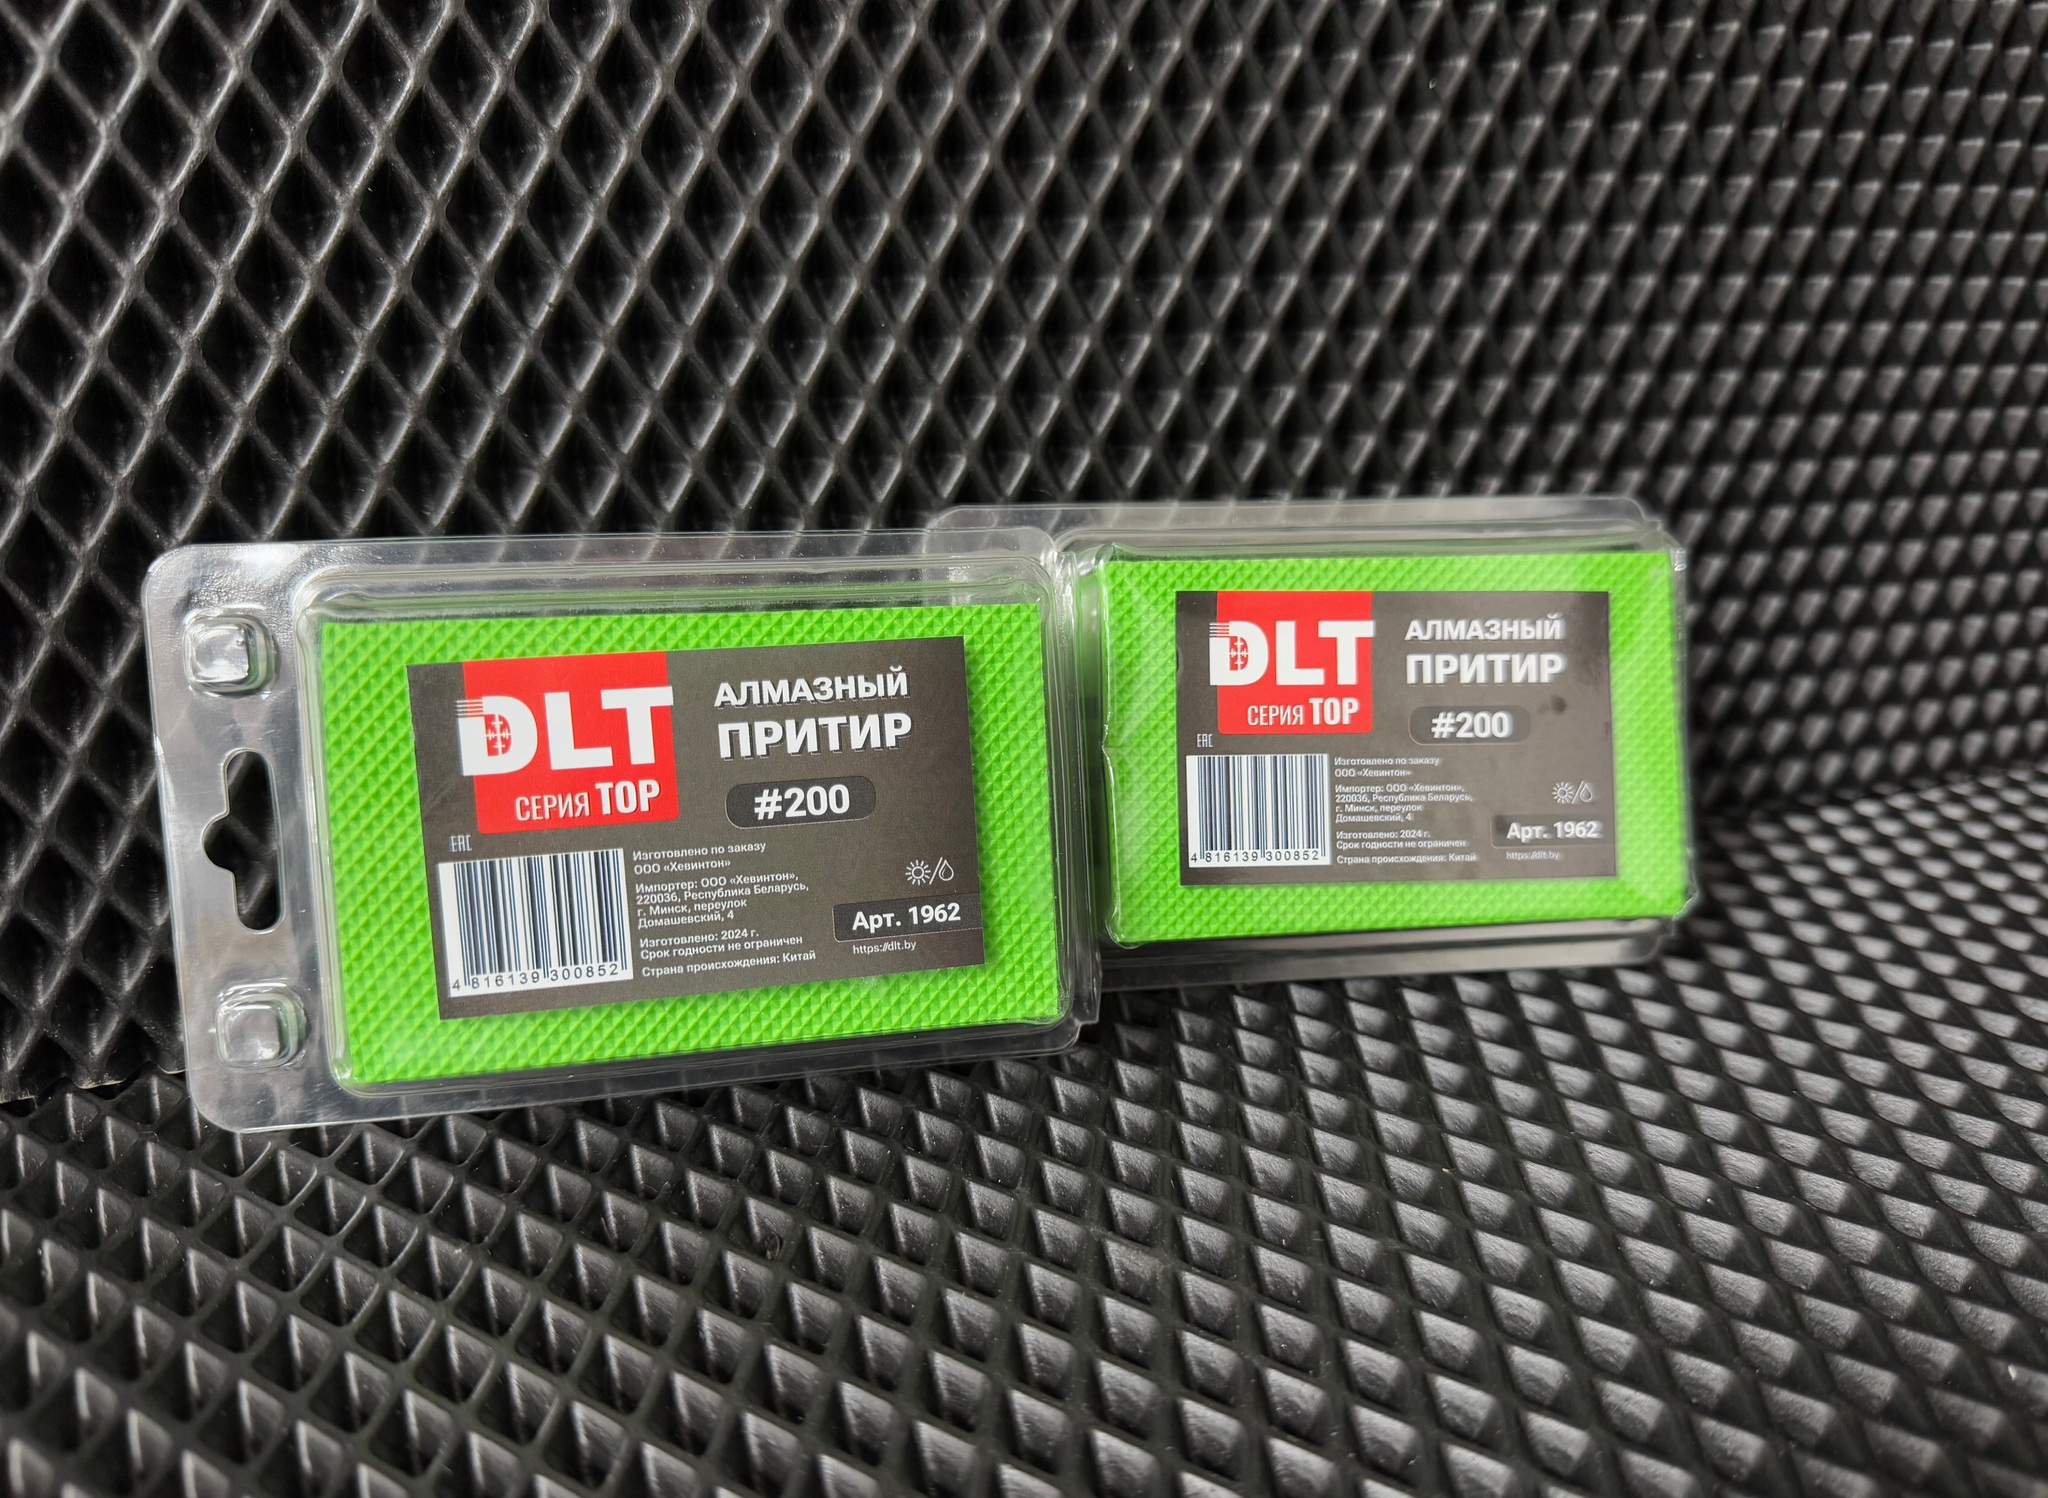 DLT
СЕРИЯ TOP
АЛМАЗНЫЙ
ПРИТИР
#200
EAC
4 816139 300852
Изготовлено по заказу
ООО «Хевинтон»
Импортер: ООО «Хевинтон»,
220036, Республика Беларусь,
г. Минск, переулок
Домашевский, 4
Изготовлено: 2024 г.
Срок годности не ограничен
Страна происхождения: Китай
Арт. 1962
https://dlt.by
DLT
СЕРИЯ TOP
АЛМАЗНЫЙ
ПРИТИР
#200
EAC
4 816139 300852
Изготовлено по заказу
ООО «Хевинтон»
Импортер: ООО «Хевинтон»,
220036, Республика Беларусь,
г. Минск, переулок
Домашевский, 4
Изготовлено: 2024 г.
Срок годности не ограничен
Страна происхождения: Китай
Арт. 1962
https://dlt.by